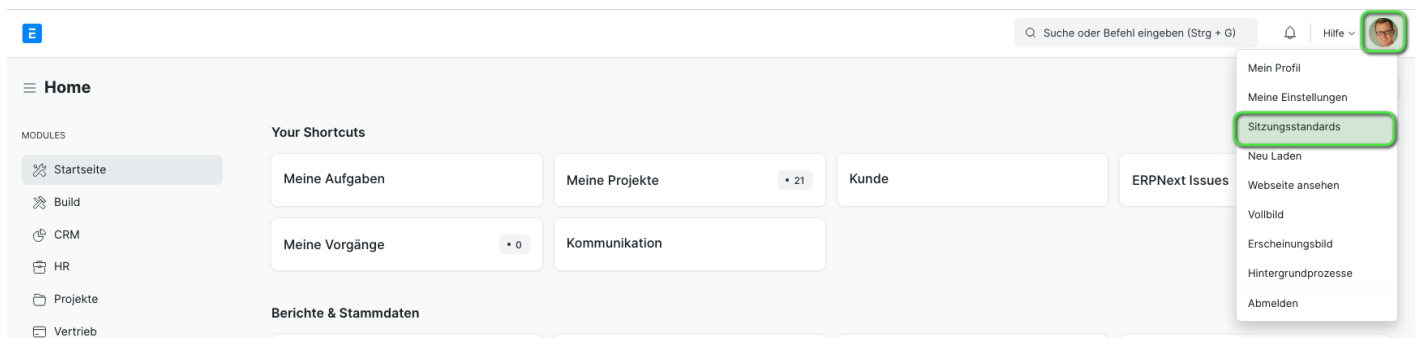 E
Suche oder Befehl eingeben (Strg + G)
Hilfe
Home
MODULES
Startseite
Build
CRM
HR
Projekte
Vertrieb
Your Shortcuts
Meine Aufgaben
Meine Projekte
• 21
Kunde
ERPNext Issues
Meine Vorgänge
• 0
Kommunikation
Berichte & Stammdaten
Mein Profil
Meine Einstellungen
Sitzungsstandards
Neu Laden
Webseite ansehen
Vollbild
Erscheinungsbild
Hintergrundprozesse
Abmelden